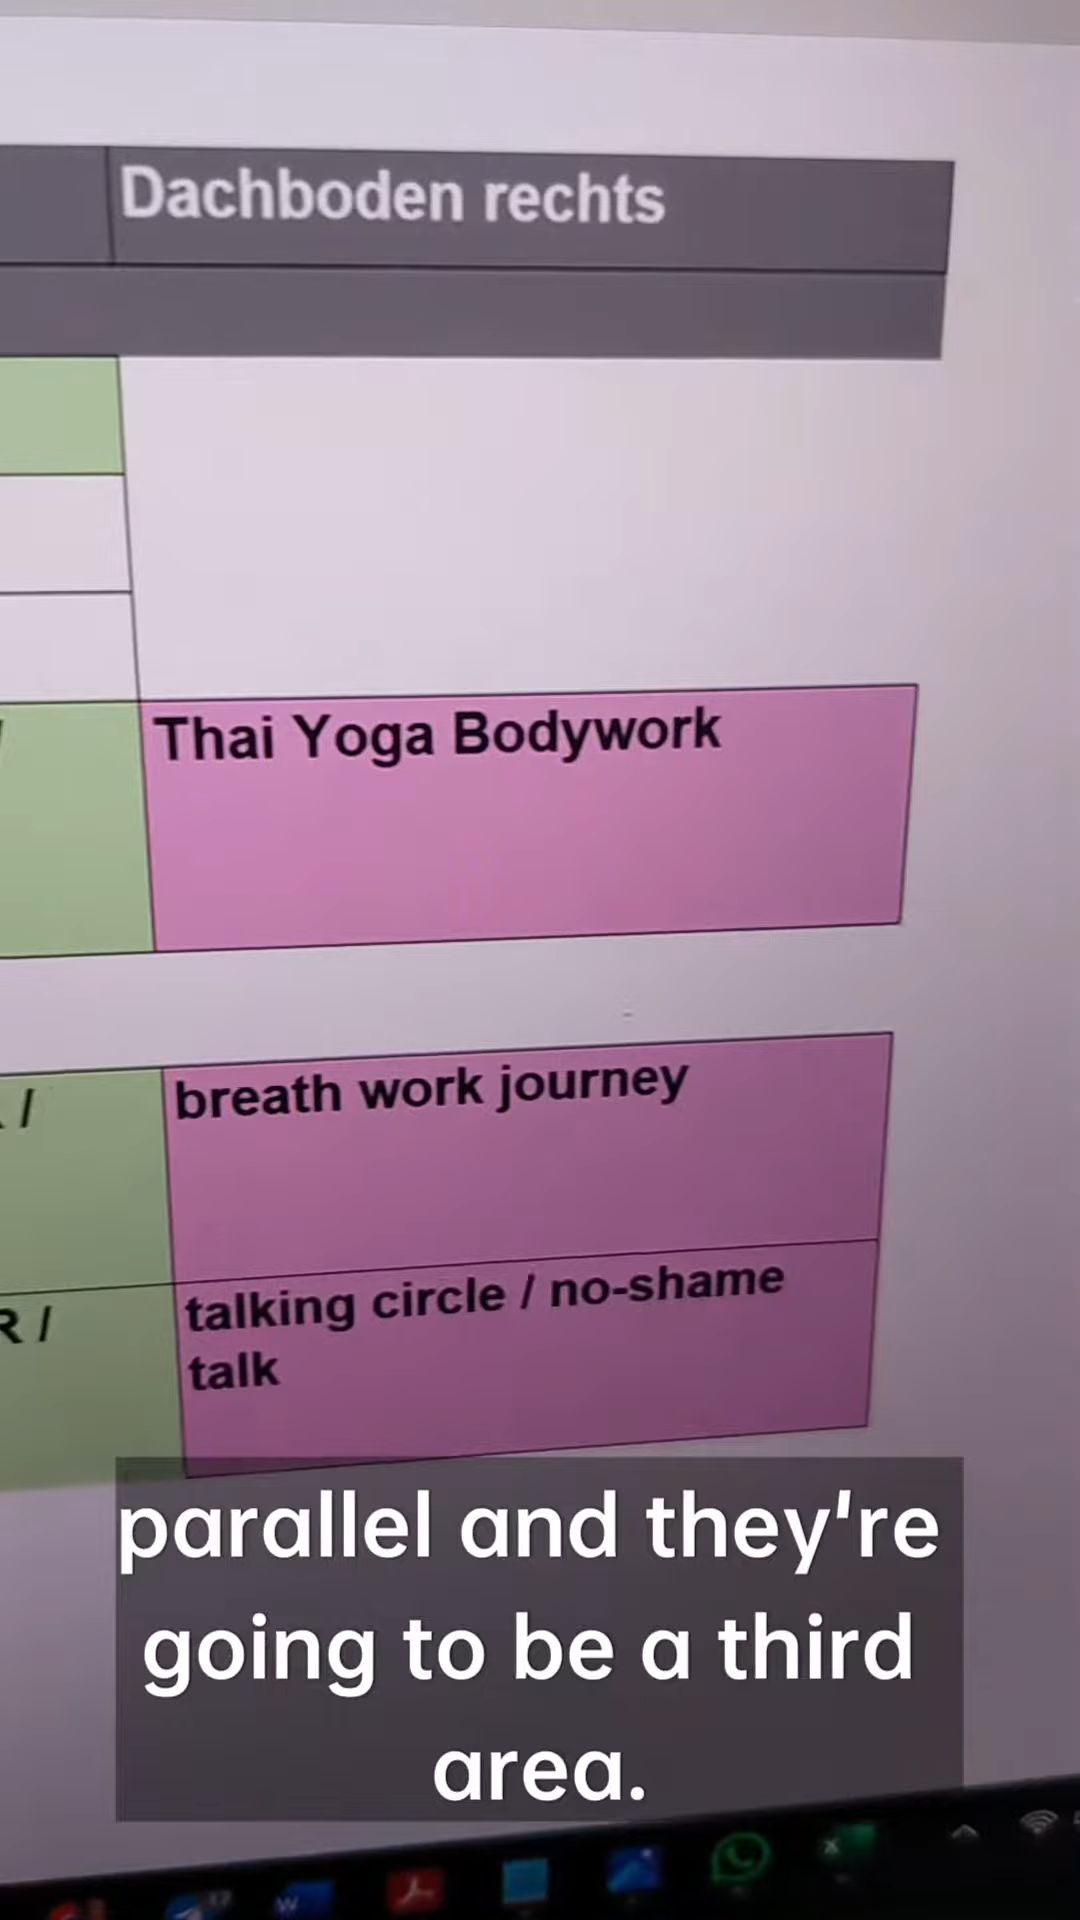 Dachboden rechts
/
Thai Yoga Bodywork
/
breath work journey
R /
talking circle / no-shame
talk
parallel and they're
going to be a third
area.